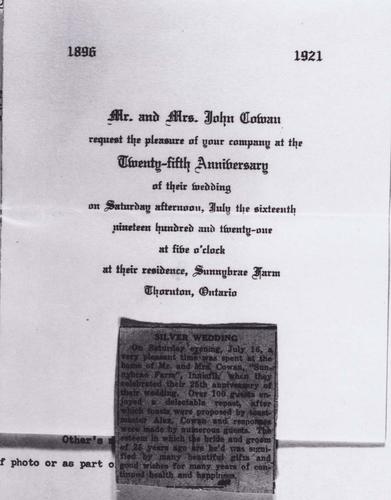 1896 1921
Mr. and Mrs. John Cowan
request the pleasure of your company at the
Twenty-fifth Anniversary
of their wedding
on Saturday afternoon, July the sixteenth
nineteen hundred and twenty-one
at five o'clock
at their residence, Sunnybrae Farm
Thornton, Ontario
SILVER WEDDING
On Saturday evening, July 16, a
very pleasant time was spent at the
home of Mr. and Mrs. Cowan, "Sun-
nybrae Farm", Innisfil, when they
celebrated their 25th anniversary of
their wedding. Over 100 guests en-
joyed a delectable repast, after
which toasts were proposed by toast-
master Alex. Cowan and responses
were made by numerous guests. The
esteem in which the bride and groom
of 25 years ago are he'd was signi-
fied by many beautiful gifts and
good wishes for many years of con-
tinued health and happiness.
Other's
f photo or as part o